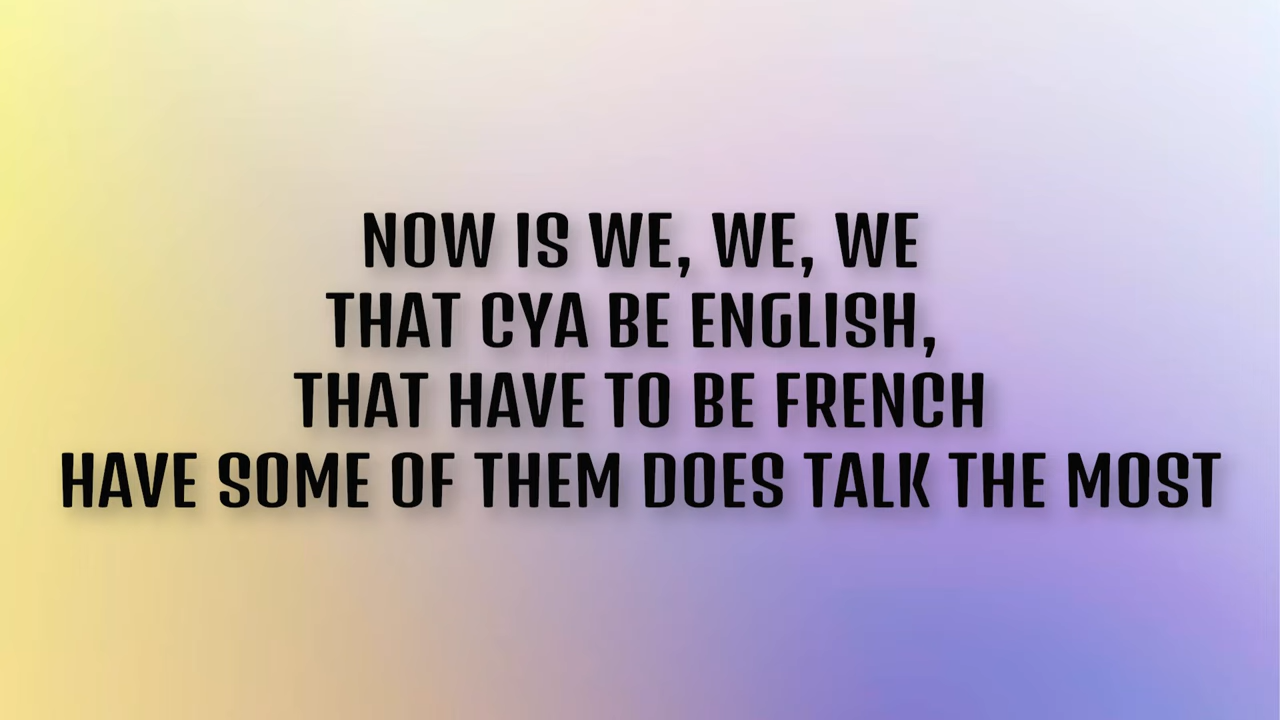 NOW IS WE, WE, WE
THAT CYA BE ENGLISH,
THAT HAVE TO BE FRENCH
HAVE SOME OF THEM DOES TALK THE MOST